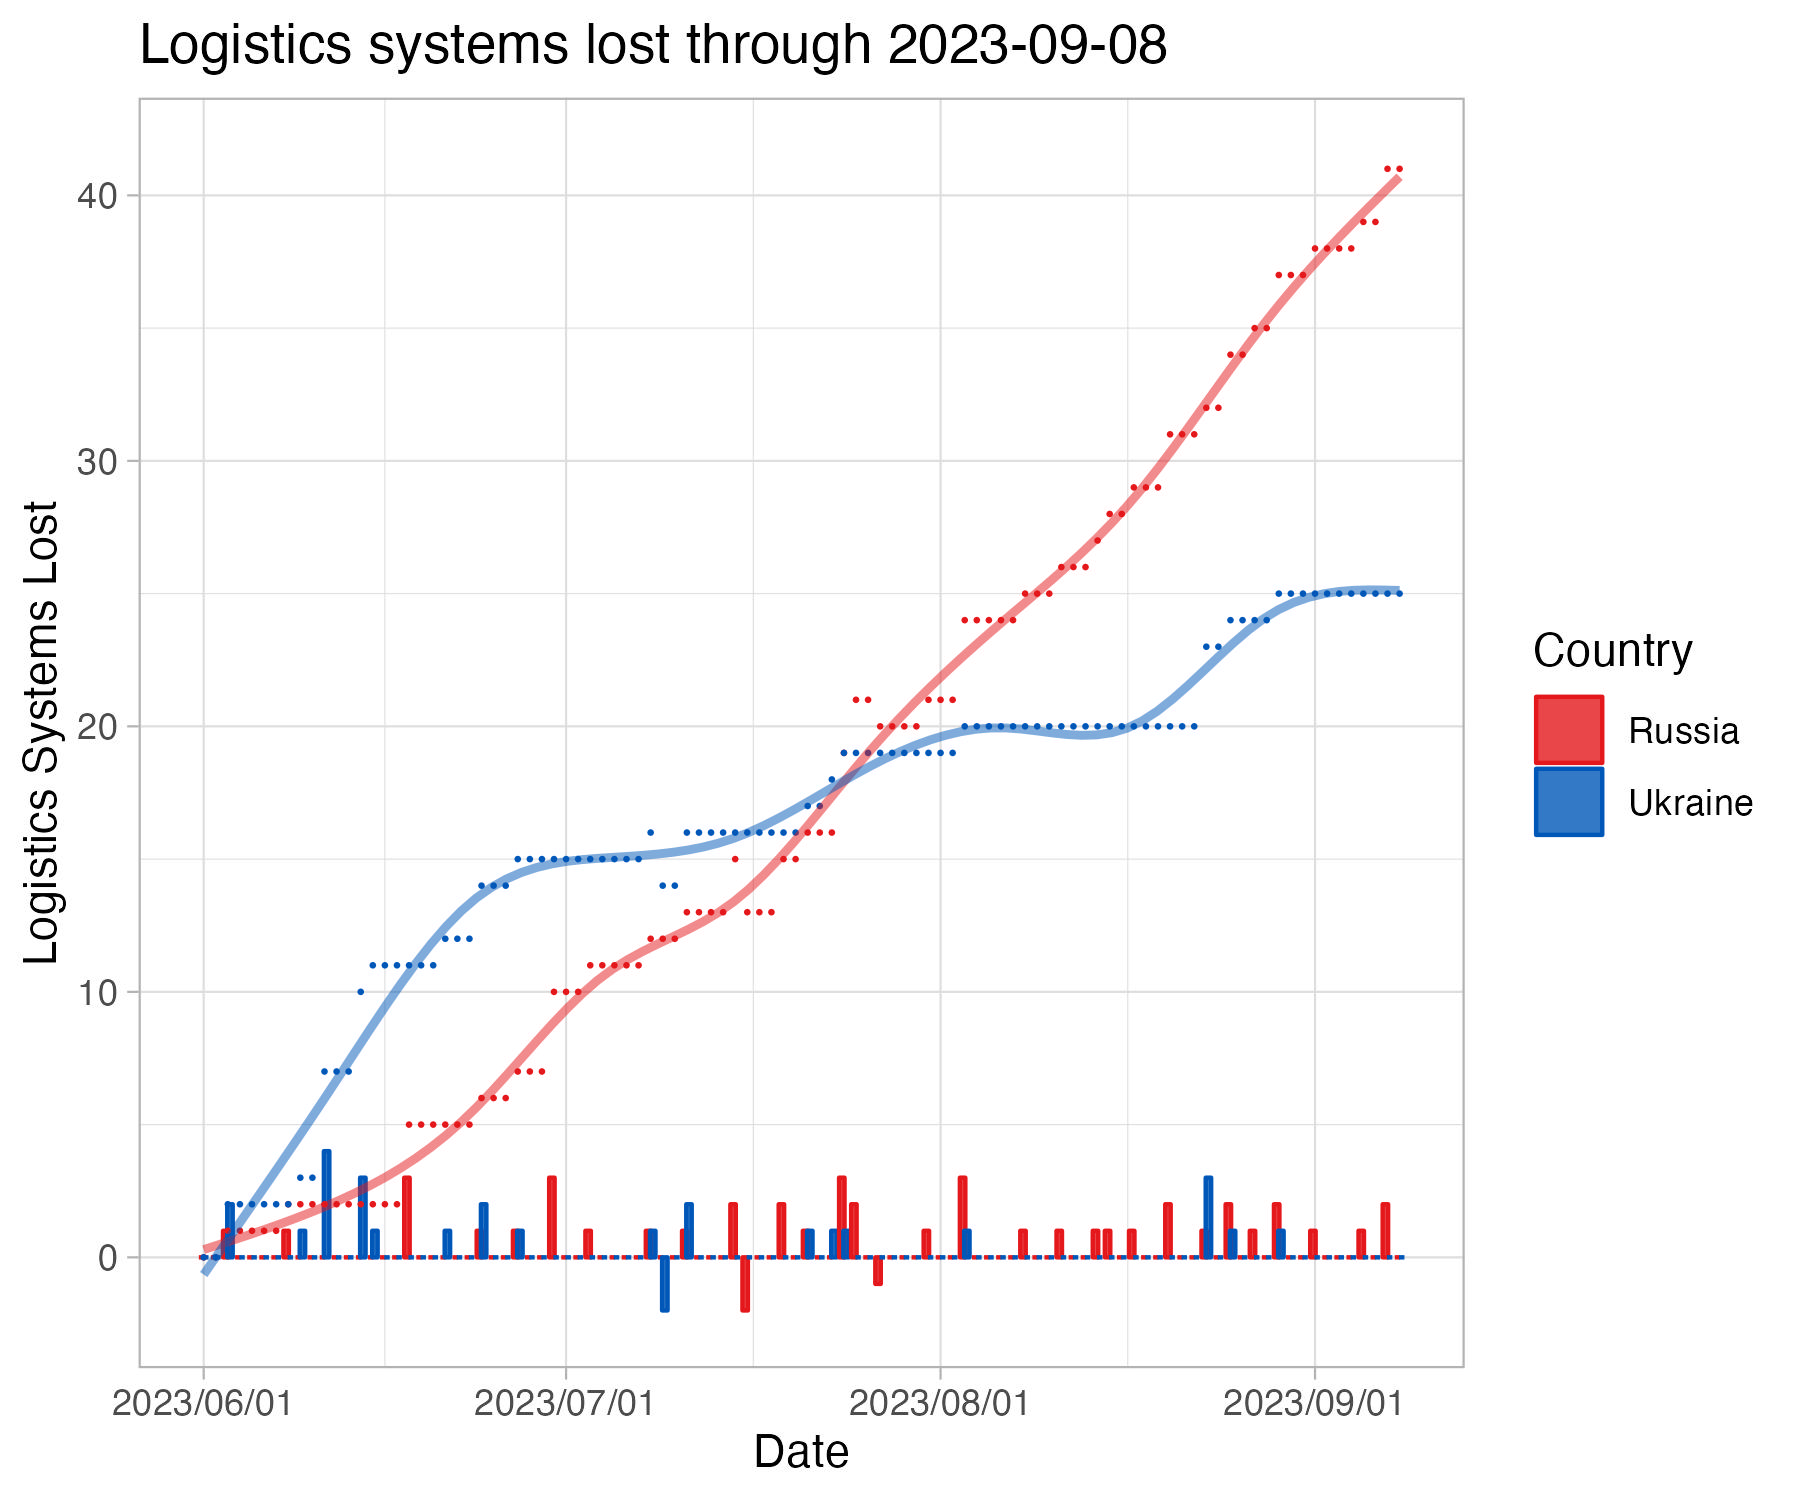 Logistics systems lost through 2023-09-08
Logistics Systems Lost
40
30
20
10
0
2023/06/01
2023/07/01
2023/08/01
2023/09/01
Date
Country
Russia
Ukraine